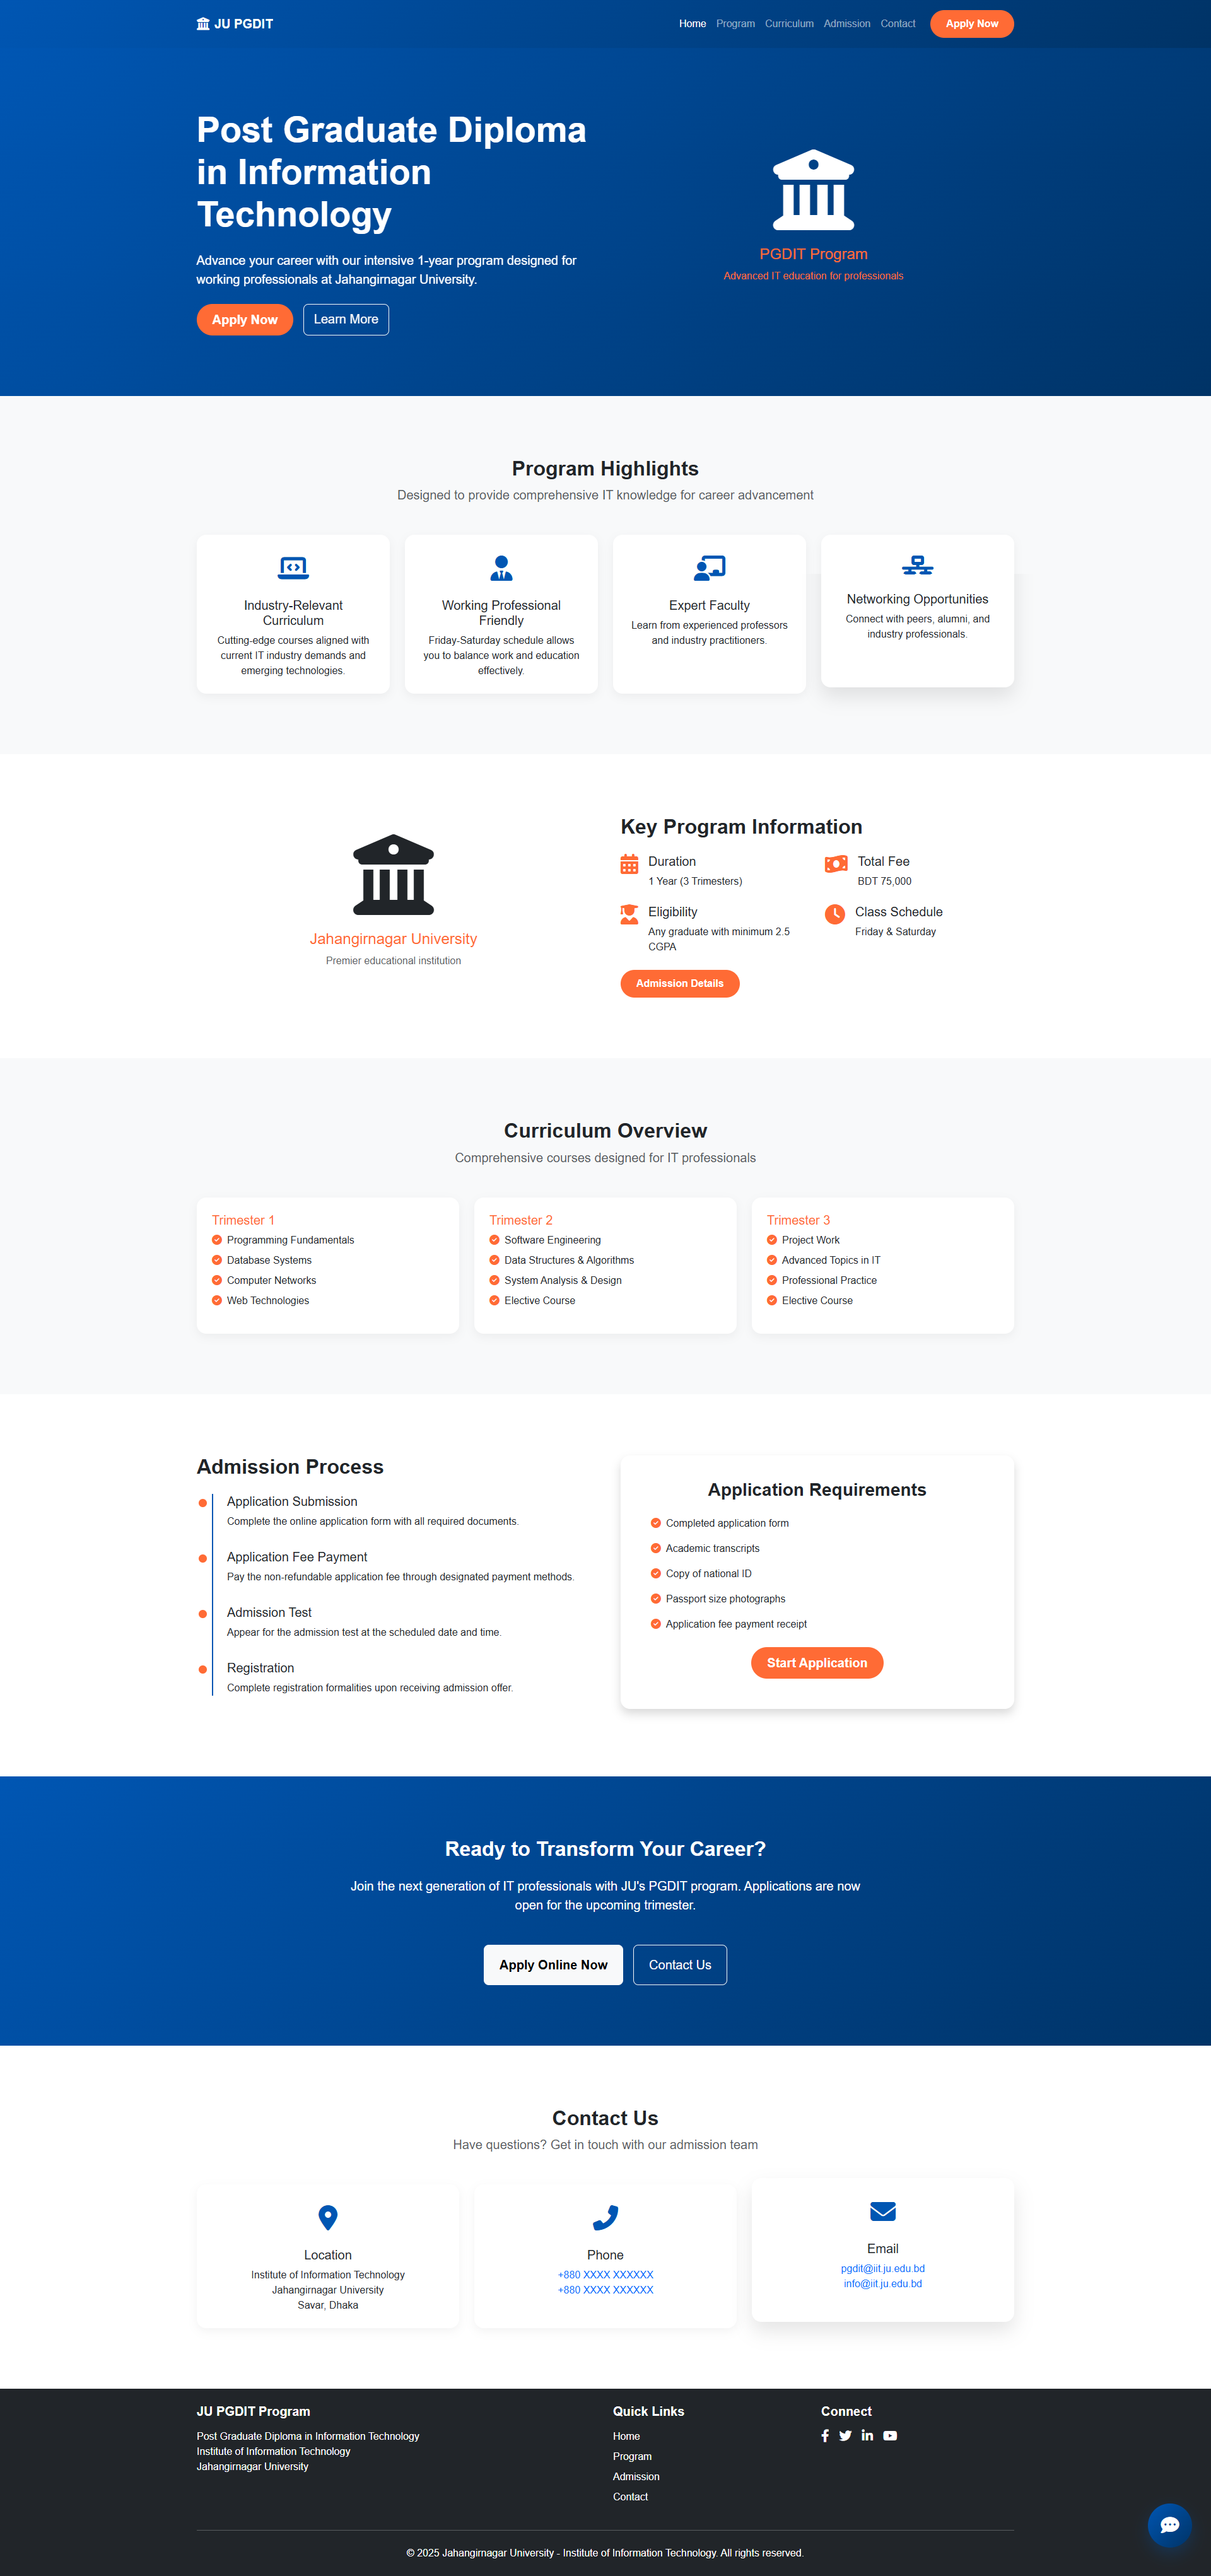 JU PGDIT
Home Program Curriculum Admission Contact Apply Now
Post Graduate Diploma
in Information
Technology
Advance your career with our intensive 1-year program designed for
working professionals at Jahangirnagar University.
Apply Now Learn More
PGDIT Program
Advanced IT education for professionals
Program Highlights
Designed to provide comprehensive IT knowledge for career advancement
Industry-Relevant
Curriculum
Cutting-edge courses aligned with
current IT industry demands and
emerging technologies.
Working Professional
Friendly
Friday-Saturday schedule allows
you to balance work and education
effectively.
Expert Faculty
Learn from experienced professors
and industry practitioners.
Networking Opportunities
Connect with peers, alumni, and
industry professionals.
Jahangirnagar University
Premier educational institution
Key Program Information
Duration
1 Year (3 Trimesters)
Total Fee
BDT 75,000
Eligibility
Any graduate with minimum 2.5
CGPA
Class Schedule
Friday & Saturday
Admission Details
Curriculum Overview
Comprehensive courses designed for IT professionals
Trimester 1
Programming Fundamentals
Database Systems
Computer Networks
Web Technologies
Trimester 2
Software Engineering
Data Structures & Algorithms
System Analysis & Design
Elective Course
Trimester 3
Project Work
Advanced Topics in IT
Professional Practice
Elective Course
Admission Process
Application Submission
Complete the online application form with all required documents.
Application Fee Payment
Pay the non-refundable application fee through designated payment methods.
Admission Test
Appear for the admission test at the scheduled date and time.
Registration
Complete registration formalities upon receiving admission offer.
Application Requirements
Completed application form
Academic transcripts
Copy of national ID
Passport size photographs
Application fee payment receipt
Start Application
Ready to Transform Your Career?
Join the next generation of IT professionals with JU's PGDIT program. Applications are now
open for the upcoming trimester.
Apply Online Now Contact Us
Contact Us
Have questions? Get in touch with our admission team
Location
Institute of Information Technology
Jahangirnagar University
Savar, Dhaka
Phone
+880 XXXX XXXXXX
+880 XXXX XXXXXX
Email
pgdit@iit.ju.edu.bd
info@iit.ju.edu.bd
JU PGDIT Program
Post Graduate Diploma in Information Technology
Institute of Information Technology
Jahangirnagar University
Quick Links
Home
Program
Admission
Contact
Connect
© 2025 Jahangirnagar University - Institute of Information Technology. All rights reserved.